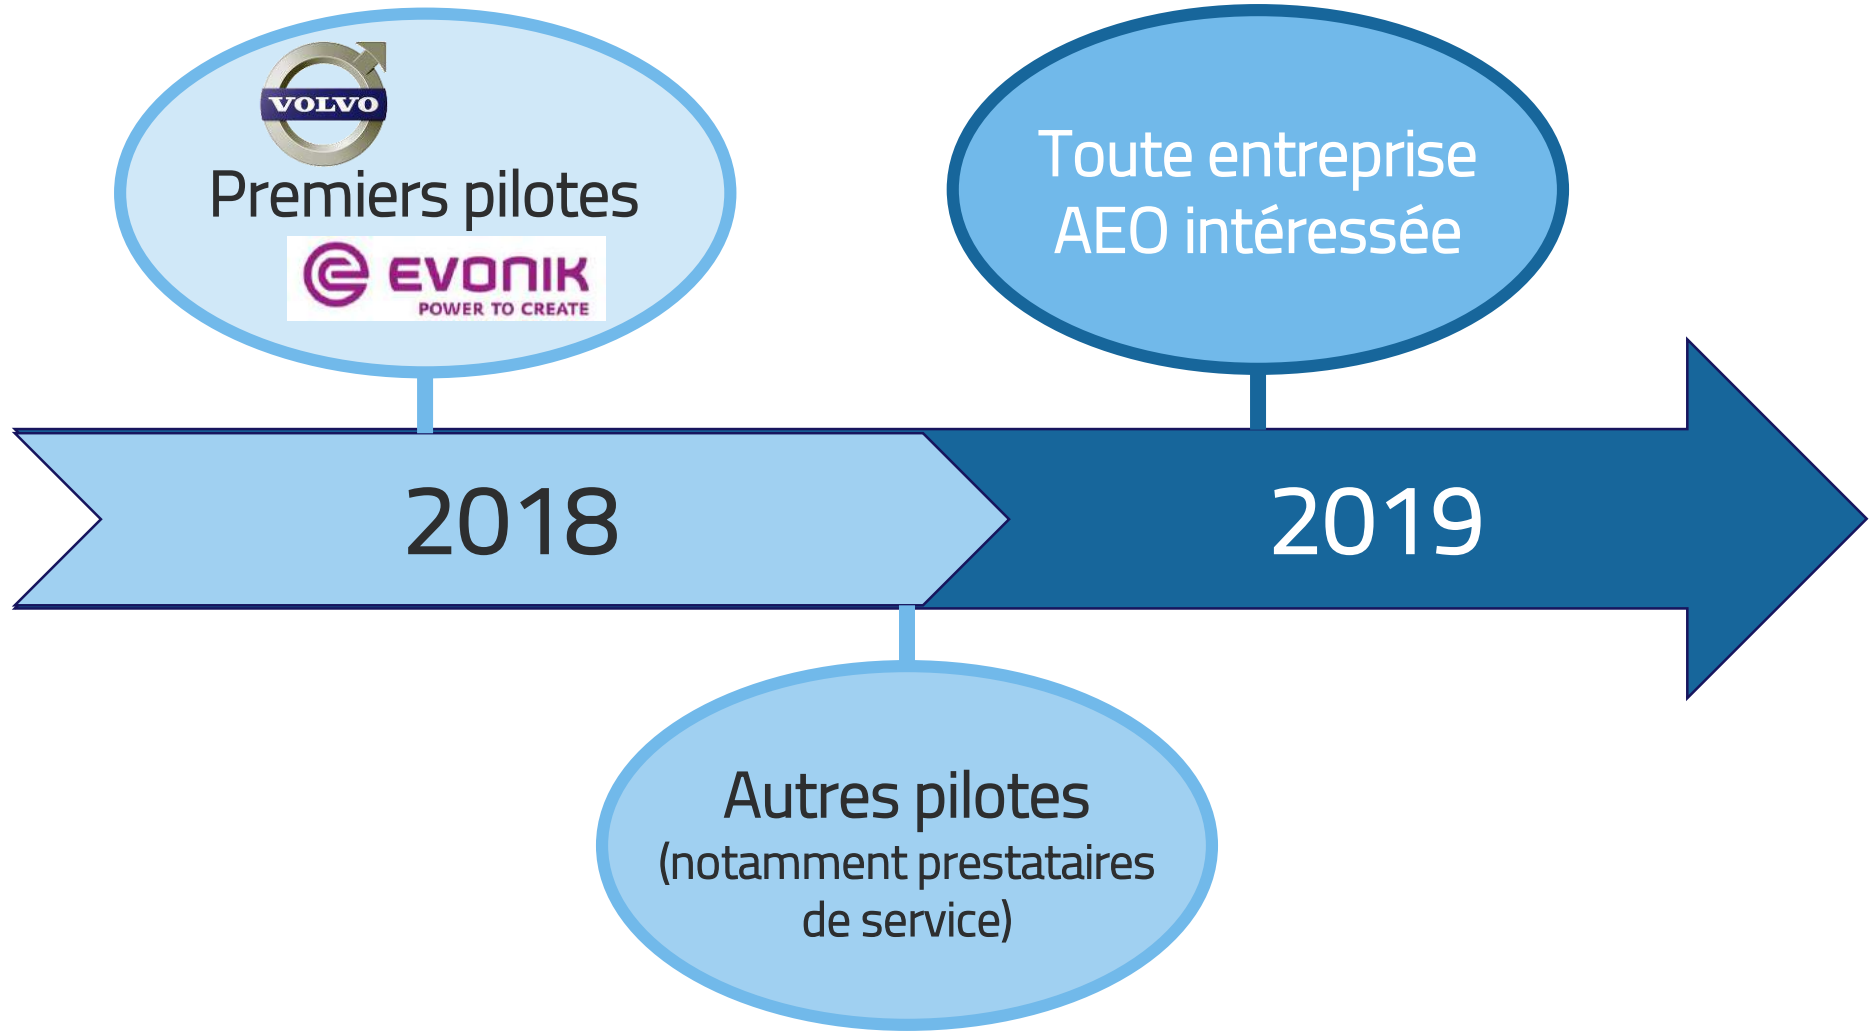 VOLVO
Premiers pilotes
EVONIK
POWER TO CREATE
Toute entreprise
AEO intéressée
2018
2019
Autres pilotes
(notamment prestataires
de service)